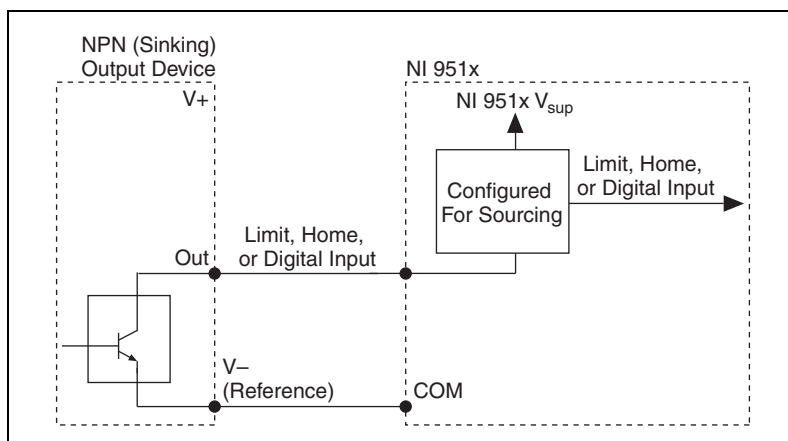 NPN (Sinking)
Output Device
V+
NI 951x
NI 951x Vsup
Configured
For Sourcing
Limit, Home,
or Digital Input
Out
Limit, Home,
or Digital Input
V–
(Reference)
COM